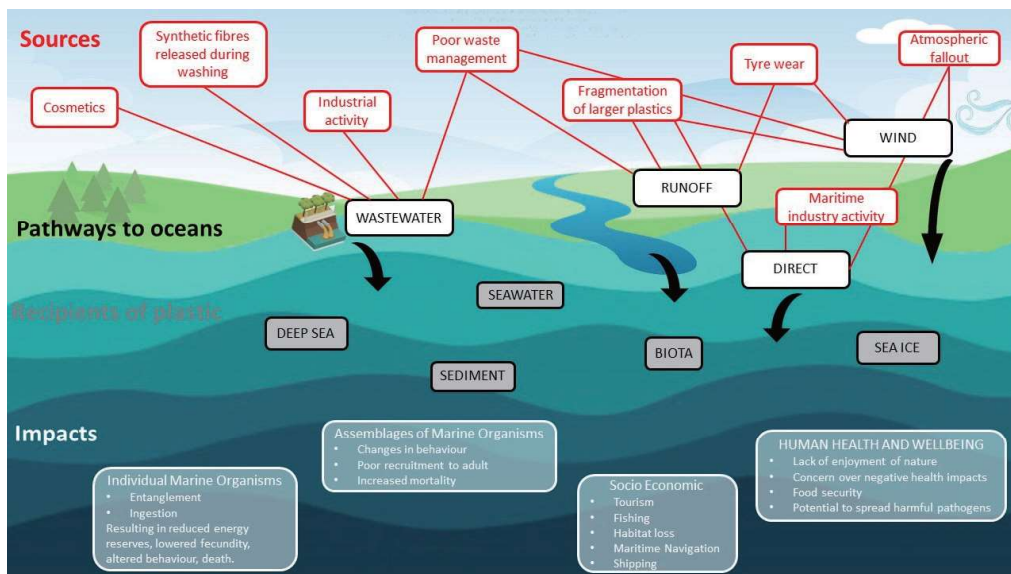 Sources
Synthetic fibres
released during
washing
Poor waste
management
Atmospheric
fallout
Tyre wear
Cosmetics
Industrial
activity
Fragmentation
of larger plastics
WIND
RUNOFF
Maritime
industry activity
WASTEWATER
Pathways to oceans
DIRECT
SEAWATER
Recipients of plastic
DEEP SEA
BIOTA
SEA ICE
SEDIMENT
Impacts
Assemblages of Marine Organisms
• Changes in behaviour
• Poor recruitment to adult
• Increased mortality
HUMAN HEALTH AND WELLBEING
• Lack of enjoyment of nature
• Concern over negative health impacts
• Food security
• Potential to spread harmful pathogens
Individual Marine Organisms
• Entanglement
• Ingestion
Resulting in reduced energy
reserves, lowered fecundity,
altered behaviour, death.
Socio Economic
• Tourism
• Fishing
• Habitat loss
• Maritime Navigation
• Shipping